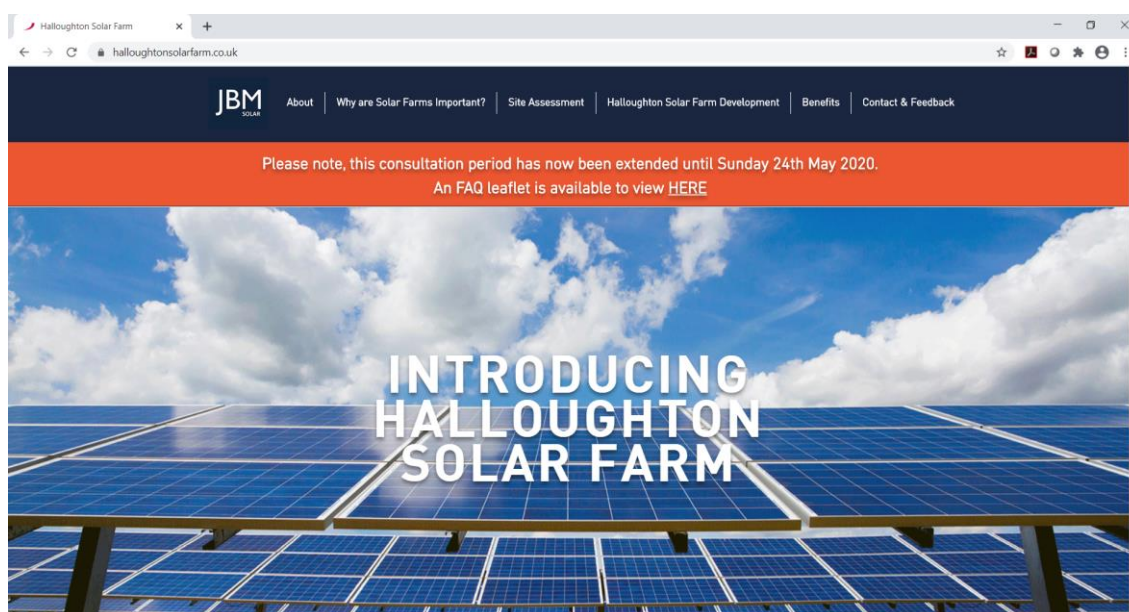 Halloughton Solar Farm
halloughtonsolarfarm.co.uk
JBM
SOLAR
About
Why are Solar Farms Important?
Site Assessment
Halloughton Solar Farm Development
Benefits
Contact & Feedback
Please note, this consultation period has now been extended until Sunday 24th May 2020.
An FAQ leaflet is available to view HERE
INTRODUCING
HALLOUGHTON
SOLAR FARM